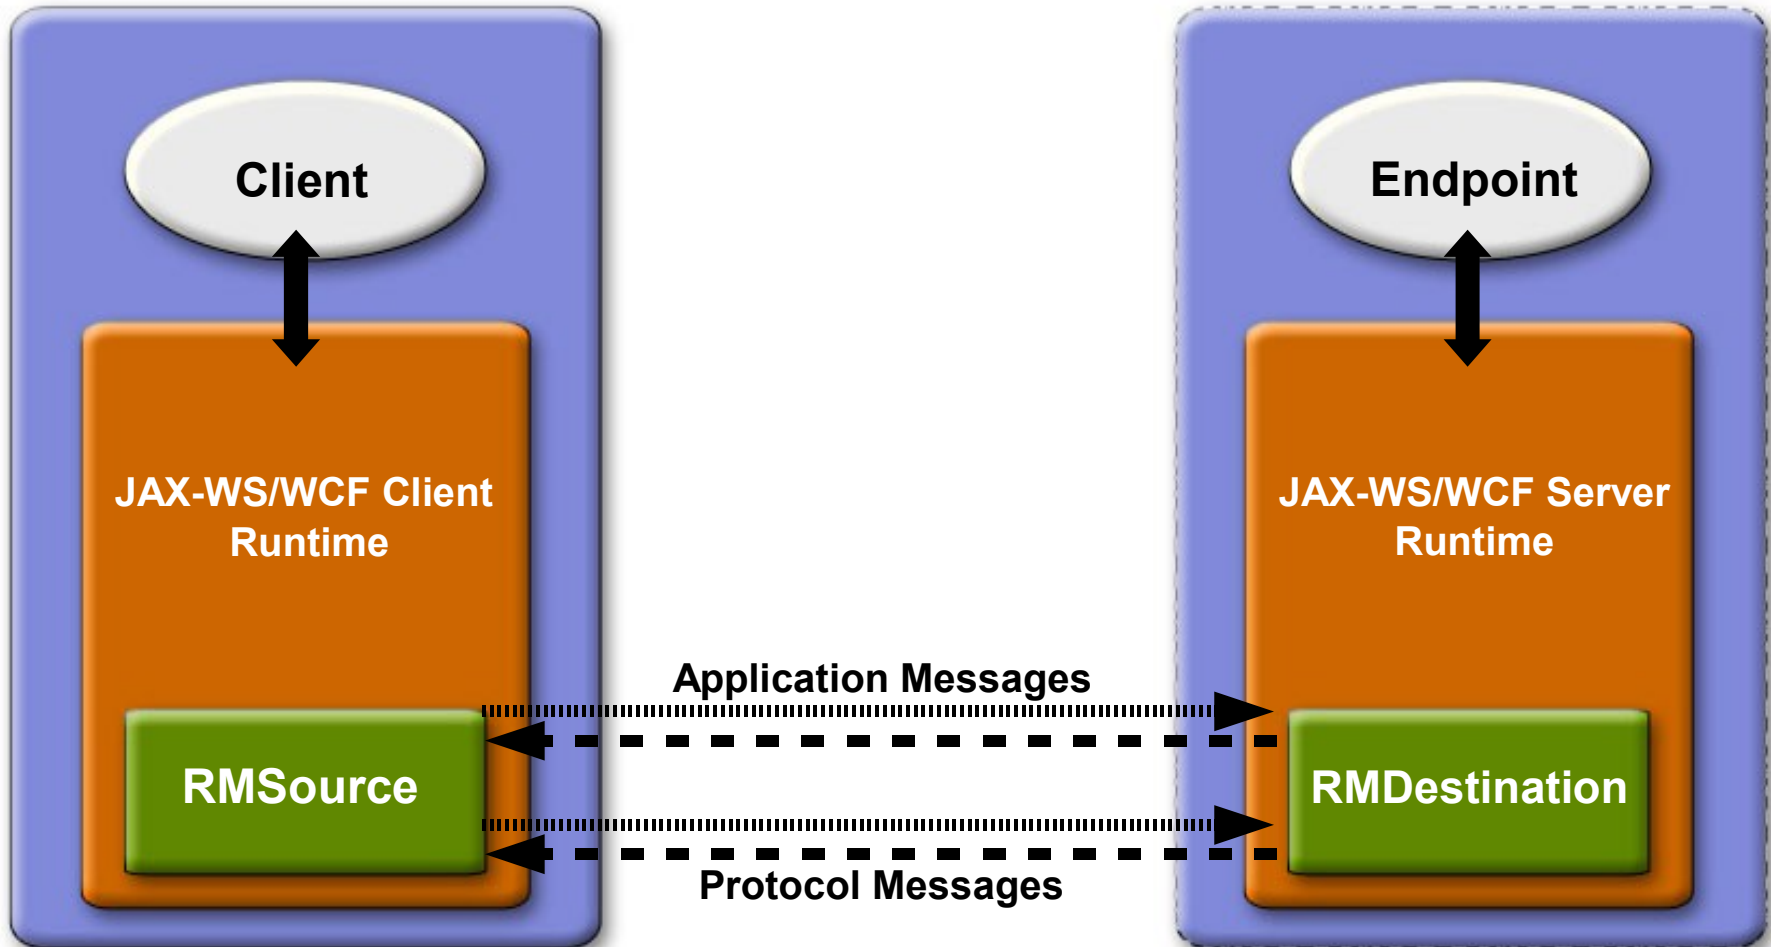 Client
Endpoint
JAX-WS/WCF Client
Runtime
JAX-WS/WCF Server
Runtime
Application Messages
RMSource
RMDestination
Protocol Messages